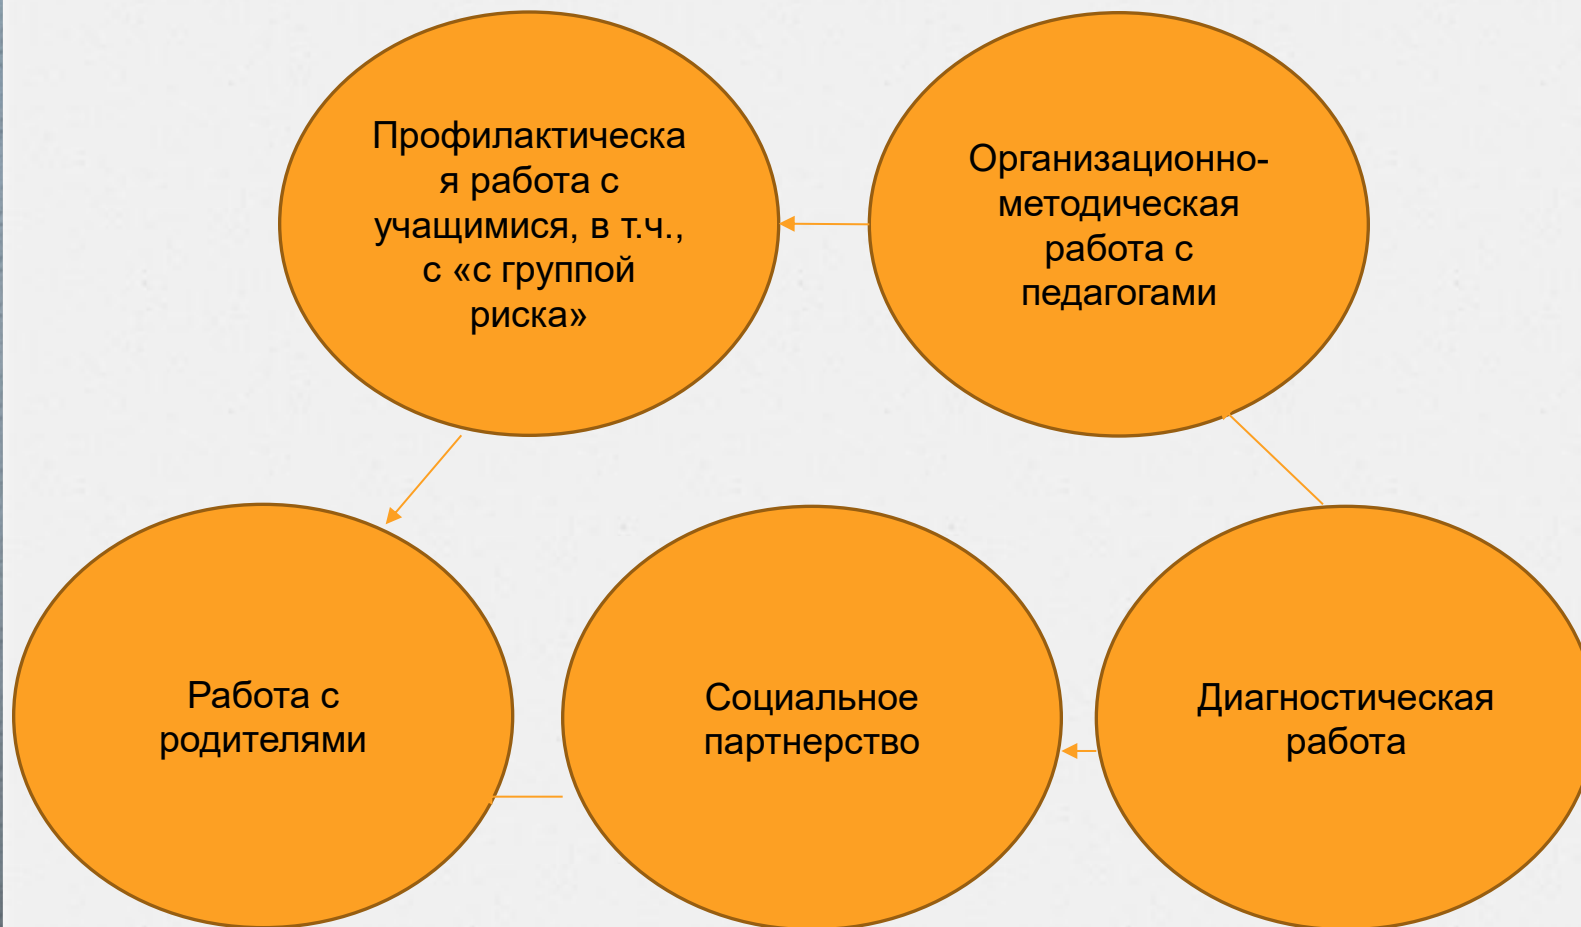 Профилактическа
я работа с
учащимися, в т.ч.,
с «с группой
риска»
Организационно-
методическая
работа с
педагогами
Работа с
родителями
Социальное
партнерство
Диагностическая
работа